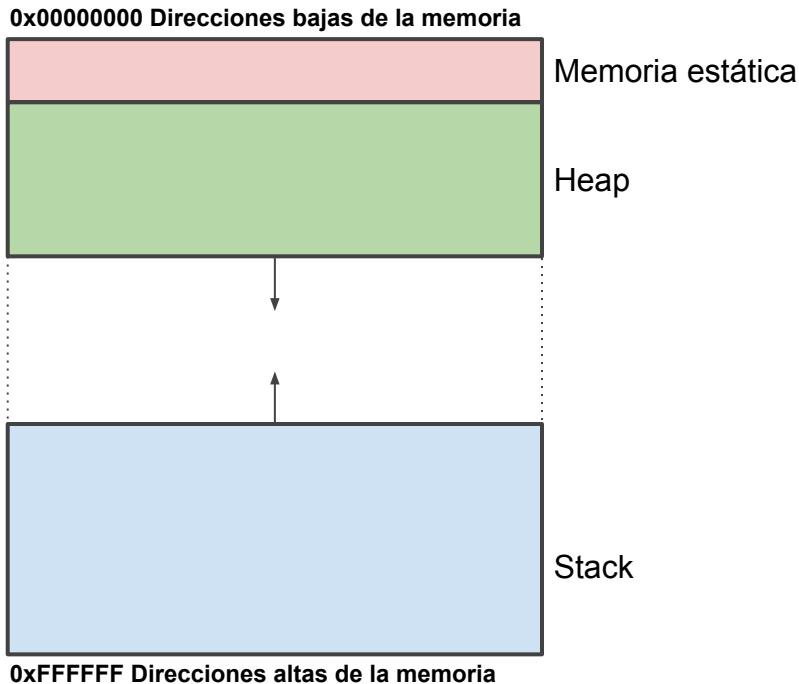 0x00000000 Direcciones bajas de la memoria
Memoria estática
Heap
Stack
0xFFFFFF Direcciones altas de la memoria